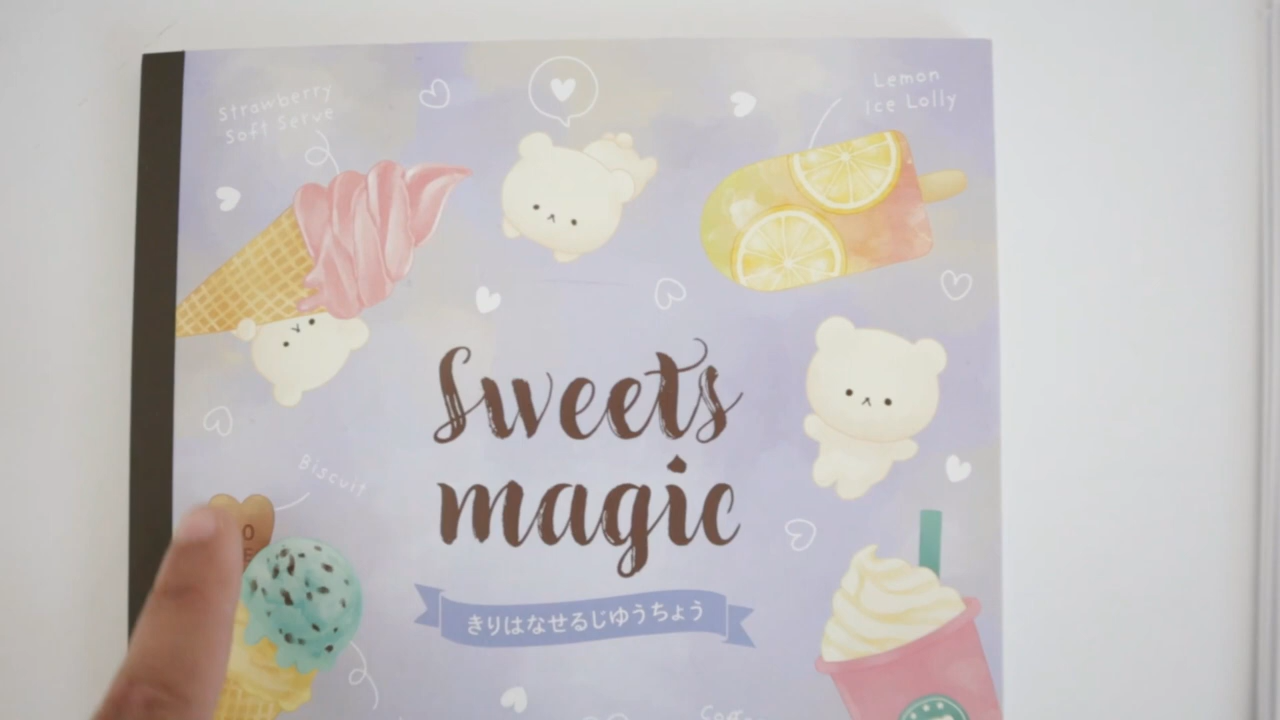 Strawberry
Soft Serve
Lemon
Ice Lolly
Sweets
magic
Biscuit
きりはなせるじゆうちょう